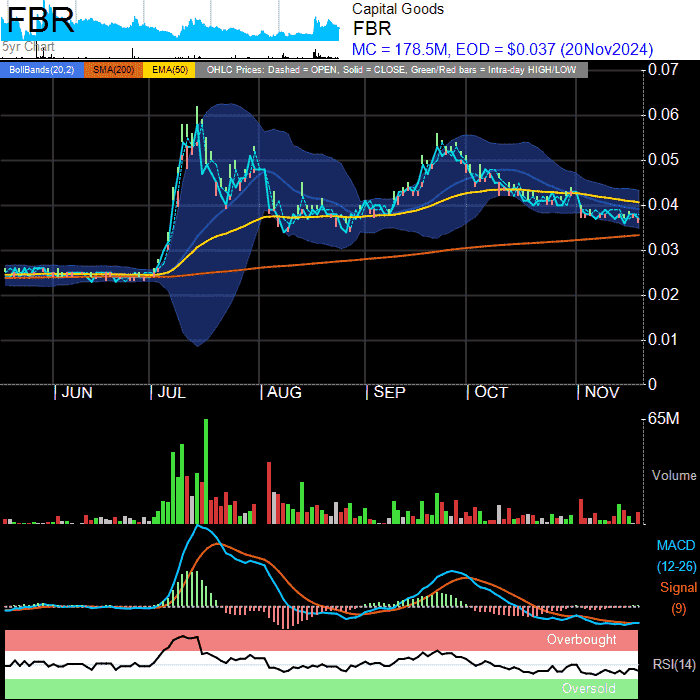 FBR
5yr Chart
Capital Goods
FBR
MC = 178.5M, EOD = $0.037 (20Nov2024)
BollBands(20,2) SMA(200) EMA(50) OHLC Prices: Dashed = OPEN, Solid = CLOSE, Green/Red bars = Intra-day HIGH/LOW
0.07
0.06
0.05
0.04
0.03
0.02
0.01
0
JUN JUL AUG SEP OCT NOV
65M
Volume
MACD
(12-26)
Signal
(9)
Overbought
RSI(14)
Oversold